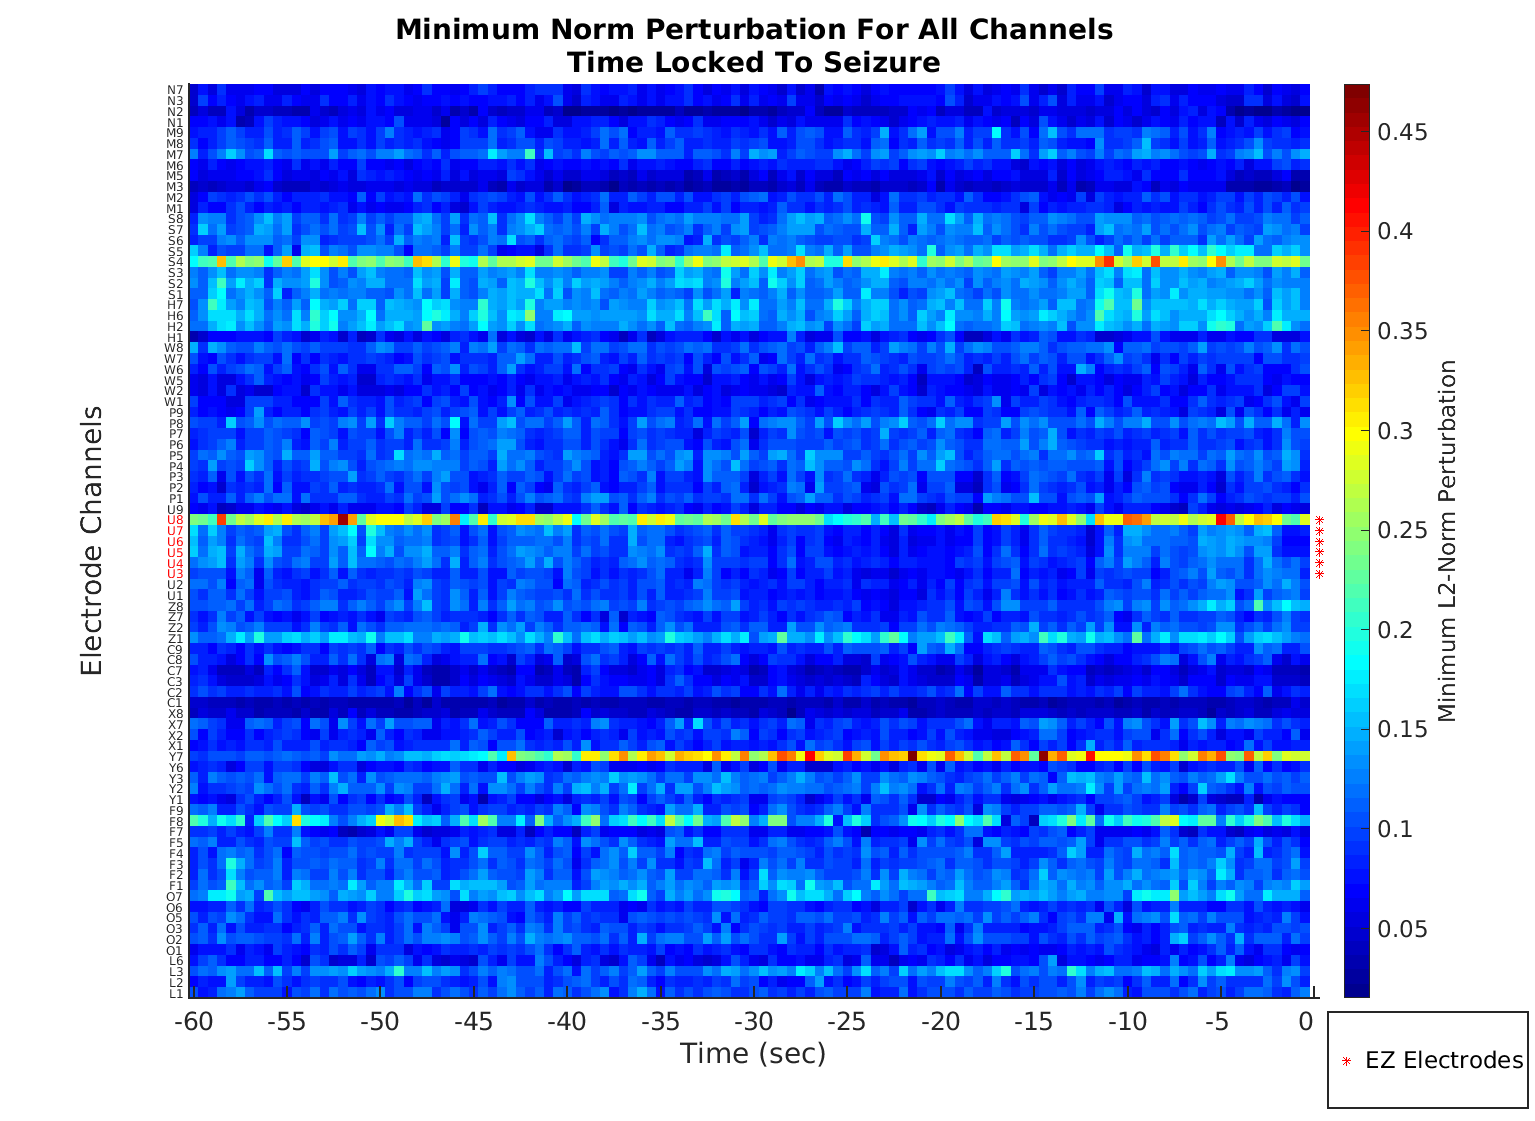 Minimum Norm Perturbation For All Channels
Time Locked To Seizure
Electrode Channels
N7
N3
N2
N1
M9
M8
M7
M6
M5
M3
M2
M1
S8
S7
S6
S5
S4
S3
S2
S1
H7
H6
H2
H1
W8
W7
W6
W5
W2
W1
P9
P8
P7
P6
P5
P4
P3
P2
P1
U9
U8
U7
U6
U5
U4
U3
U2
U1
Z8
Z7
Z2
Z1
C9
C8
C7
C3
C2
C1
X8
X7
X2
X1
Y7
Y6
Y3
Y2
Y1
F9
F8
F7
F5
F4
F3
F2
F1
O7
O6
O5
O3
O2
O1
L6
L3
L2
L1
-60 -55 -50 -45 -40 -35 -30 -25 -20 -15 -10 -5 0
Time (sec)
0.45
0.4
0.35
0.3
0.25
0.2
0.15
0.1
0.05
Minimum L2-Norm Perturbation
EZ Electrodes